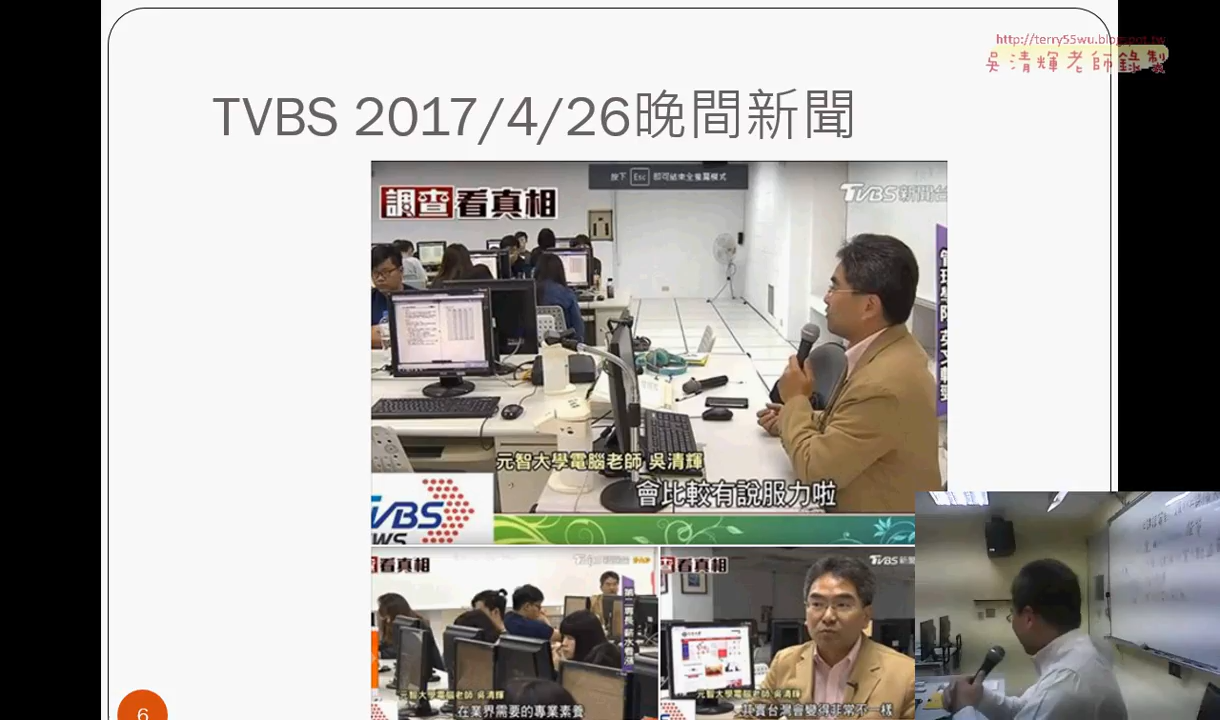 http://terry55wu.blogspot.tw
吳清輝老師錄製
TVBS 2017/4/26晚間新聞
按下 Esc 即可結束全螢幕模式
調查看真相
TVBS新聞台
元智大學電腦老師 吳清輝
會比較有說服力啦
TVBS
NEWS
查看真相
查看真相
TVBS新聞
元智大學電腦老師 吳清輝
在業界需要的專業素養
元智大學電腦老師 吳清輝
其實台灣會變得非常不一樣
6